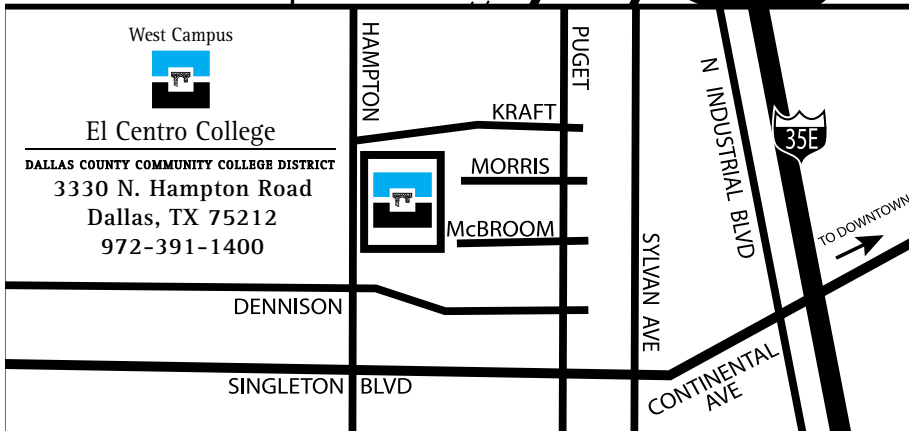 West Campus
El Centro College
DALLAS COUNTY COMMUNITY COLLEGE DISTRICT
3330 N. Hampton Road
Dallas, TX 75212
972-391-1400
HAMPTON
PUGET
KRAFT
MORRIS
McBROOM
DENNISON
SINGLETON BLVD
SYLVAN AVE
N INDUSTRIAL BLVD
35E
TO DOWNTOWN
CONTINENTAL
AVE